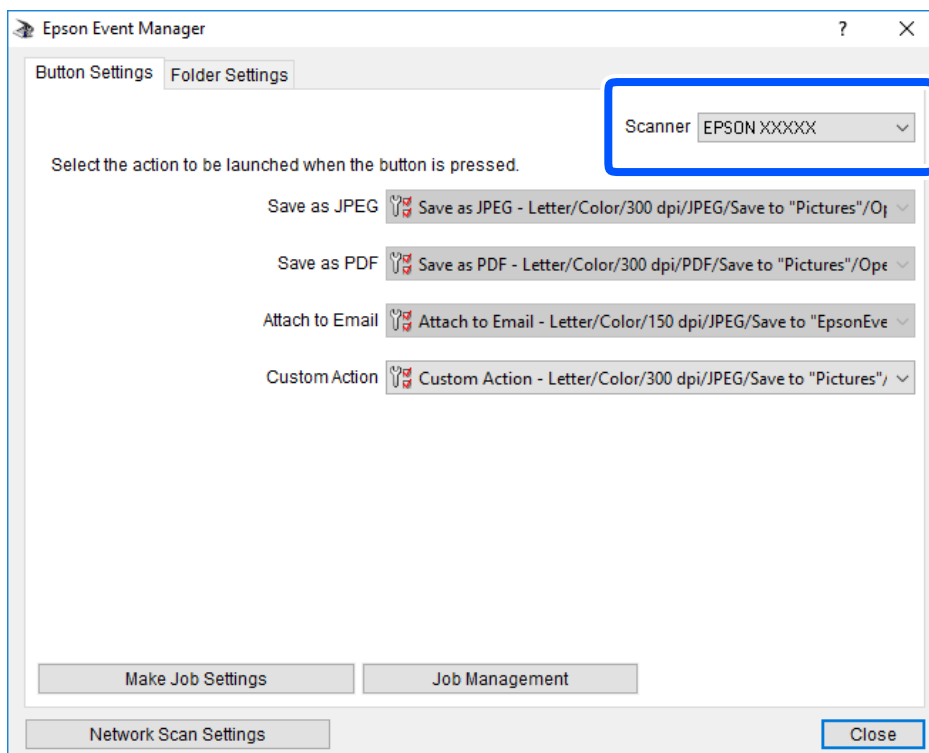 Epson Event Manager
Button Settings
Folder Settings
Scanner EPSON XXXXX
Select the action to be launched when the button is pressed.
Save as JPEG Save as JPEG - Letter/Color/300 dpi/JPEG/Save to "Pictures"/Op
Save as PDF Save as PDF - Letter/Color/300 dpi/PDF/Save to "Pictures"/Ope
Attach to Email Attach to Email - Letter/Color/150 dpi/JPEG/Save to "EpsonEve
Custom Action Custom Action - Letter/Color/300 dpi/JPEG/Save to "Pictures"/
Make Job Settings
Job Management
Network Scan Settings
Close